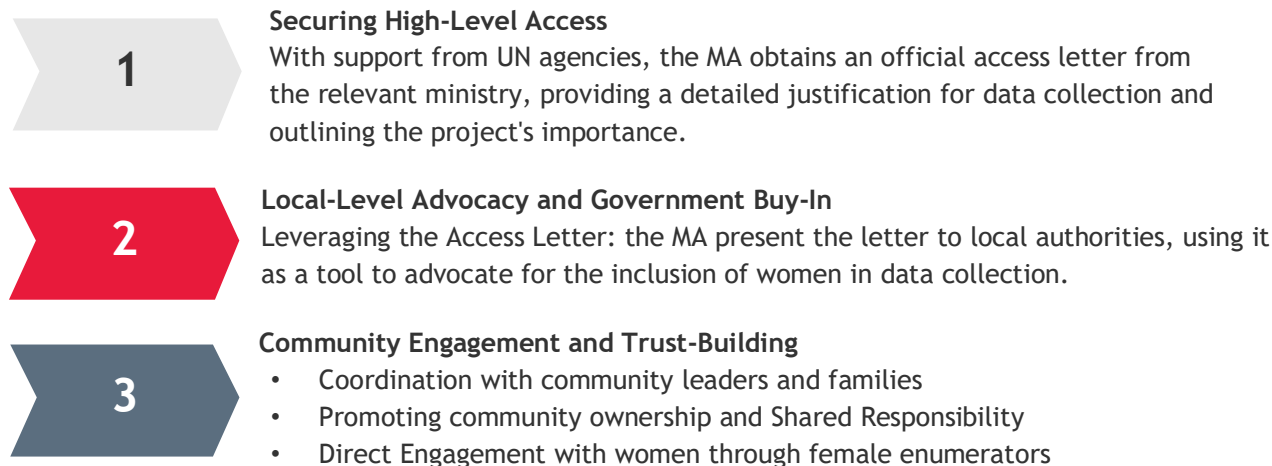 1
Securing High-Level Access
With support from UN agencies, the MA obtains an official access letter from
the relevant ministry, providing a detailed justification for data collection and
outlining the project's importance.
2
Local-Level Advocacy and Government Buy-In
Leveraging the Access Letter: the MA present the letter to local authorities, using it
as a tool to advocate for the inclusion of women in data collection.
3
Community Engagement and Trust-Building
• Coordination with community leaders and families
• Promoting community ownership and Shared Responsibility
• Direct Engagement with women through female enumerators